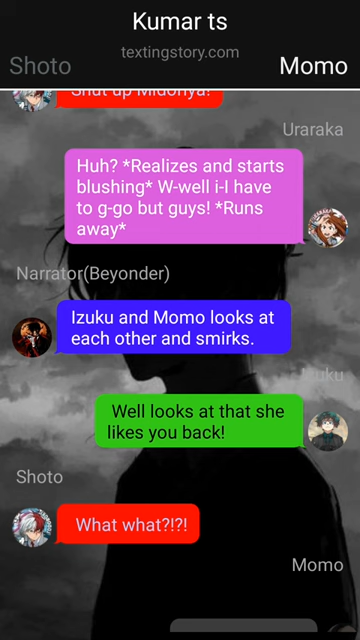 Kumar ts
textingstory.com
Shoto
Momo
Shut up Midoriya!
Uraraka
Huh? *Realizes and starts
blushing* W-well i-I have
to g-go but guys! *Runs
away*
Narrator(Beyonder)
Izuku and Momo looks at
each other and smirks.
Izuku
Well looks at that she
likes you back!
Shoto
What what?!?!
Momo